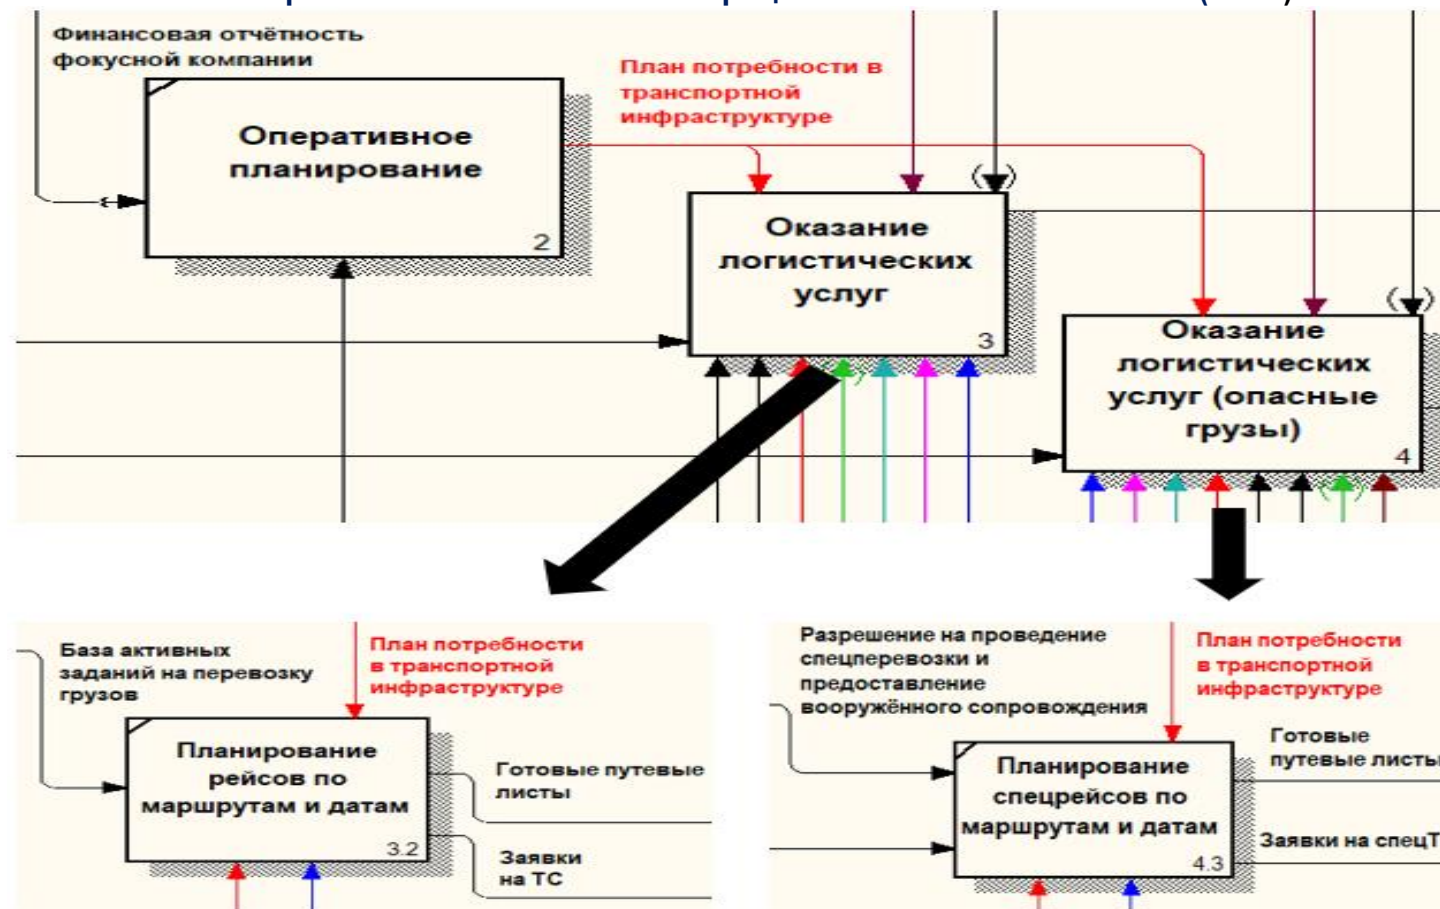 Финансовая отчётность
фокусной компании
План потребности в
транспортной
инфраструктуре
Оперативное
планирование
2
Оказание
логистических
услуг
3
Оказание
логистических
услуг (опасные
грузы)
4
База активных
заданий на перевозку
грузов
План потребности
в транспортной
инфраструктуре
Планирование
рейсов по
маршрутам и датам
3.2
Готовые путевые
листы
Заявки
на ТС
Разрешение на проведение
спецперевозки и
предоставление
вооружённого сопровождения
План потребности
в транспортной
инфраструктуре
Планирование
спецрейсов по
маршрутам и датам
4.3
Готовые
путевые листы
Заявки на спецТ